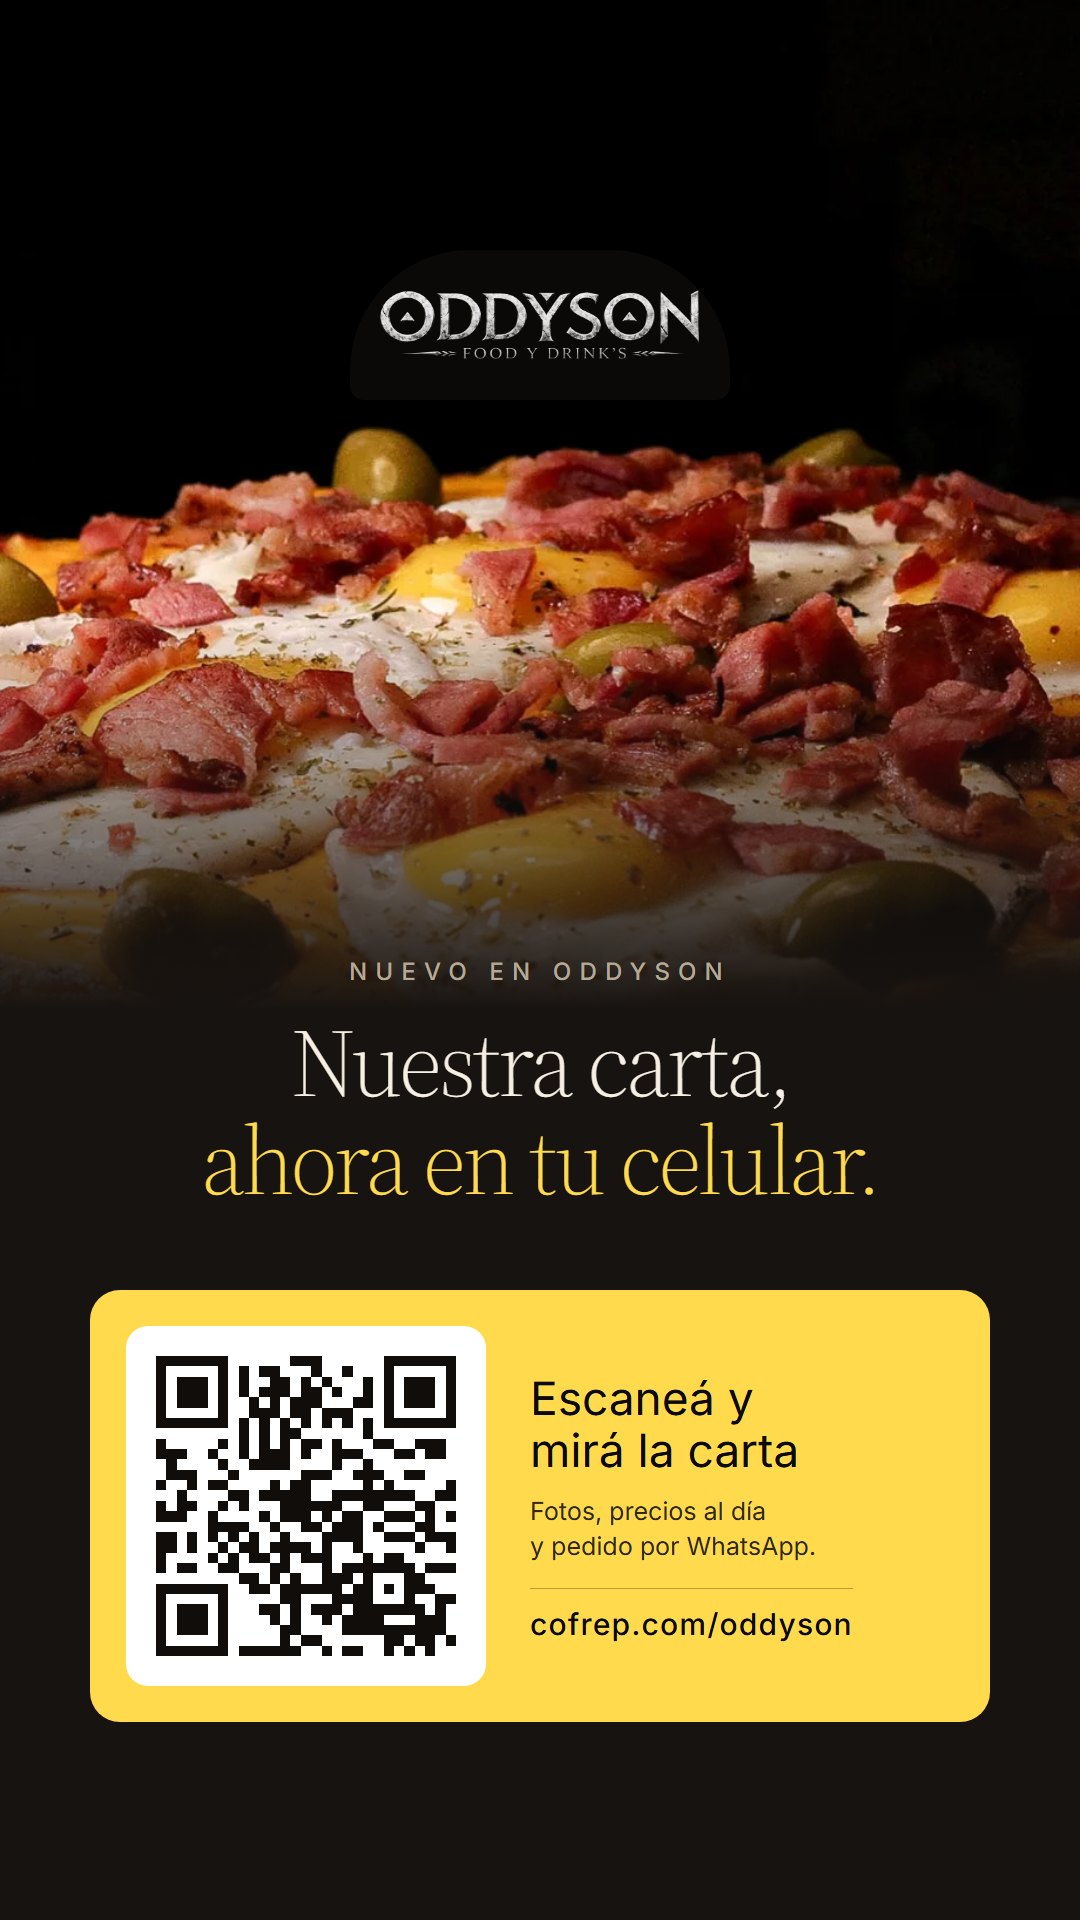 ODDYSON
FOOD Y DRINK'S
NUEVO EN ODDYSON
Nuestra carta,
ahora en tu celular.
Escaneá y
mirá la carta
Fotos, precios al día
y pedido por WhatsApp.
cofrep.com/oddyson